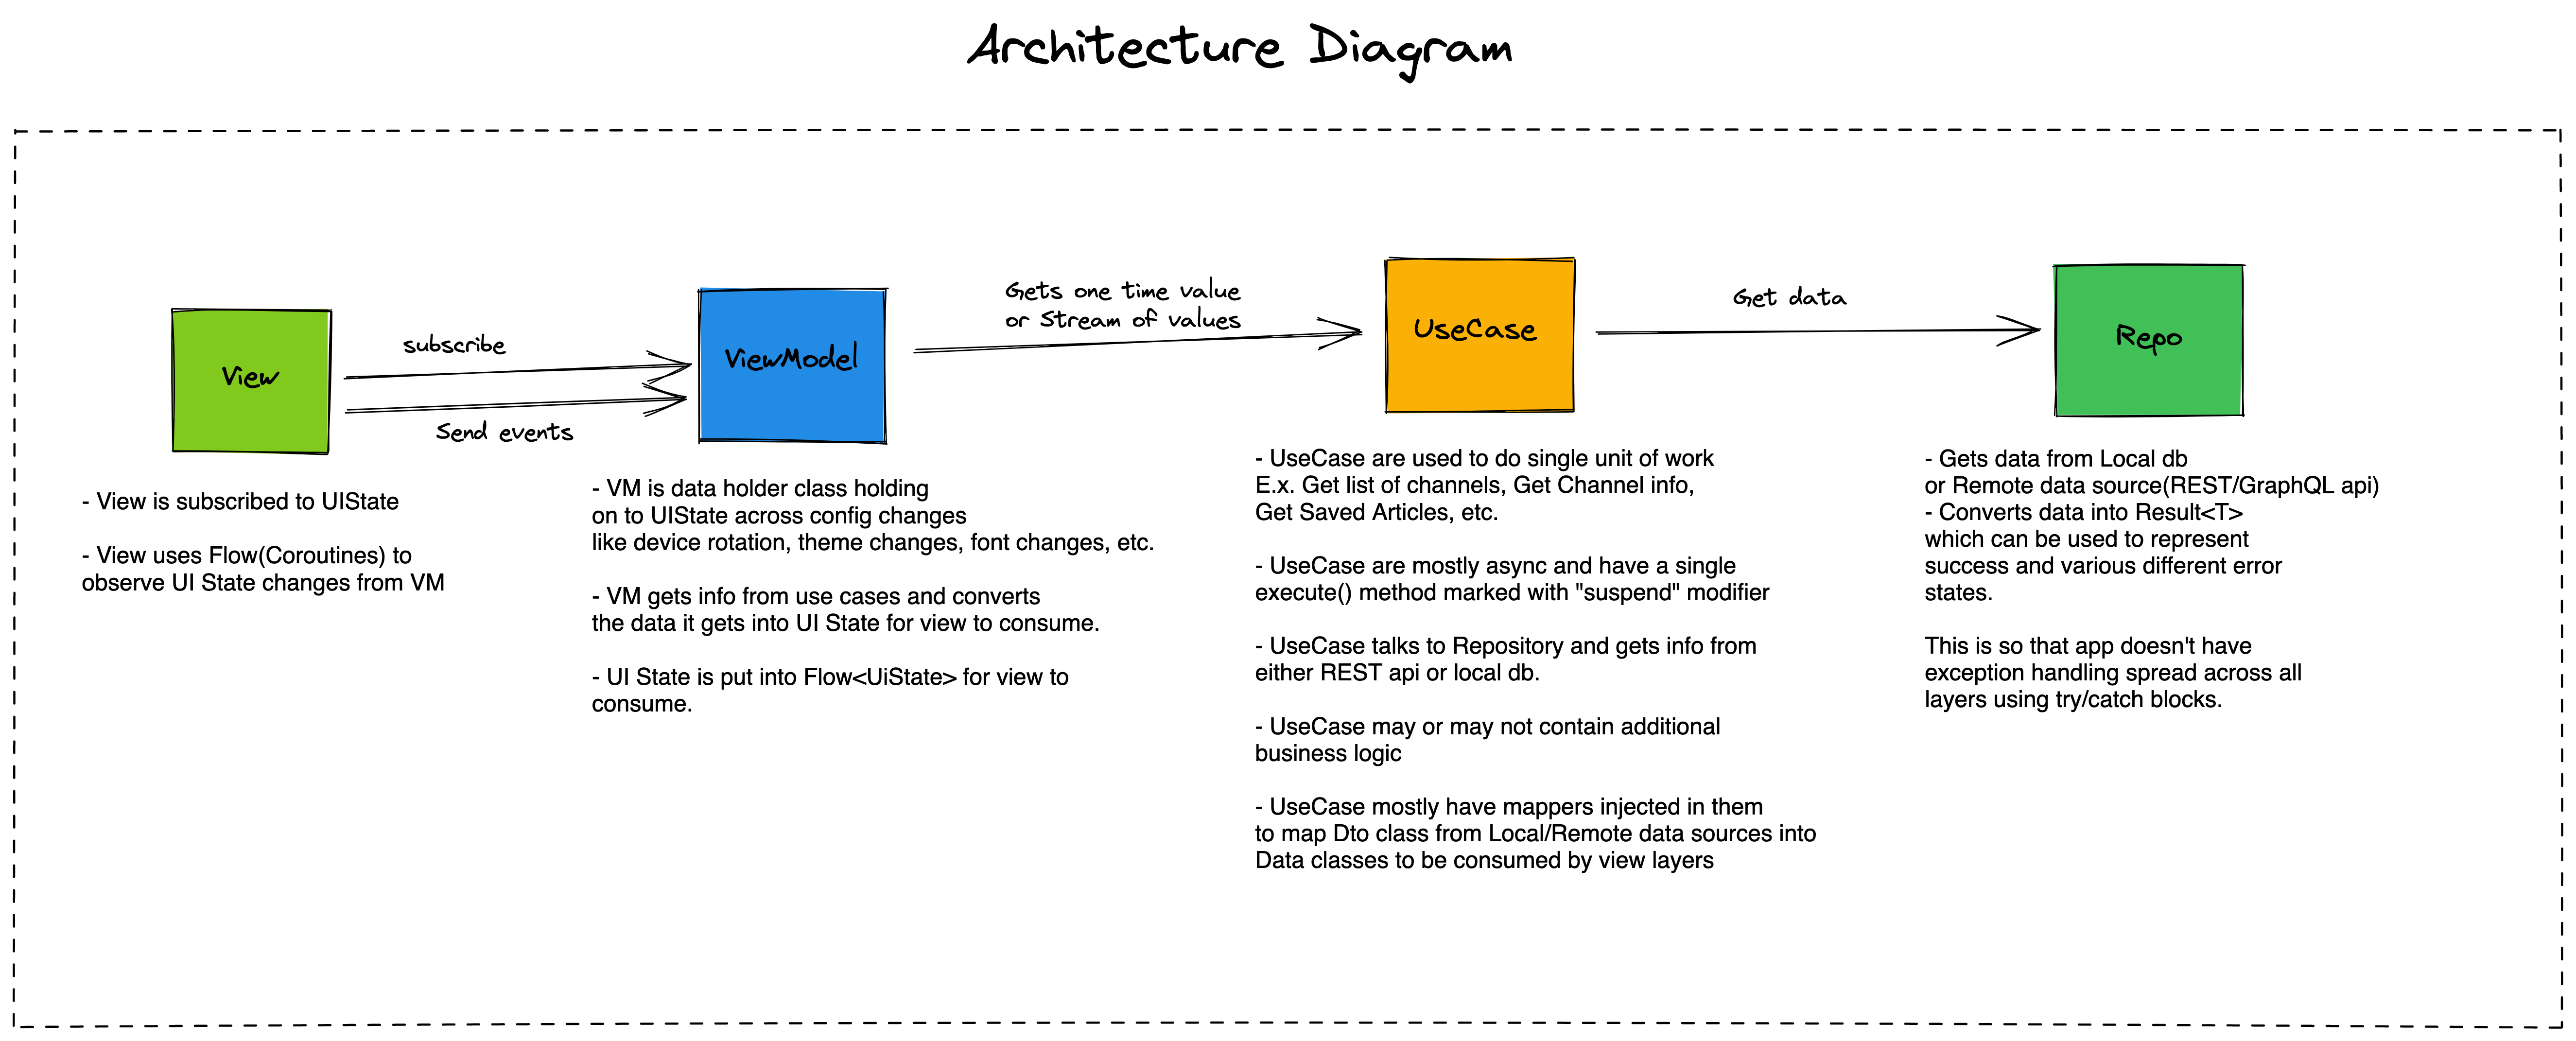 Architecture Diagram
View
subscribe
Send events
ViewModel
Gets one time value
or Stream of values
UseCase
Get data
Repo
- View is subscribed to UIState
- View uses Flow(Coroutines) to
observe UI State changes from VM
- VM is data holder class holding
on to UIState across config changes
like device rotation, theme changes, font changes, etc.
- VM gets info from use cases and converts
the data it gets into UI State for view to consume.
- UI State is put into Flow<UiState> for view to
consume.
- UseCase are used to do single unit of work
E.x. Get list of channels, Get Channel info,
Get Saved Articles, etc.
- UseCase are mostly async and have a single
execute() method marked with "suspend" modifier
- UseCase talks to Repository and gets info from
either REST api or local db.
- UseCase may or may not contain additional
business logic
- UseCase mostly have mappers injected in them
to map Dto class from Local/Remote data sources into
Data classes to be consumed by view layers
- Gets data from Local db
or Remote data source(REST/GraphQL api)
- Converts data into Result<T>
which can be used to represent
success and various different error
states.
This is so that app doesn't have
exception handling spread across all
layers using try/catch blocks.